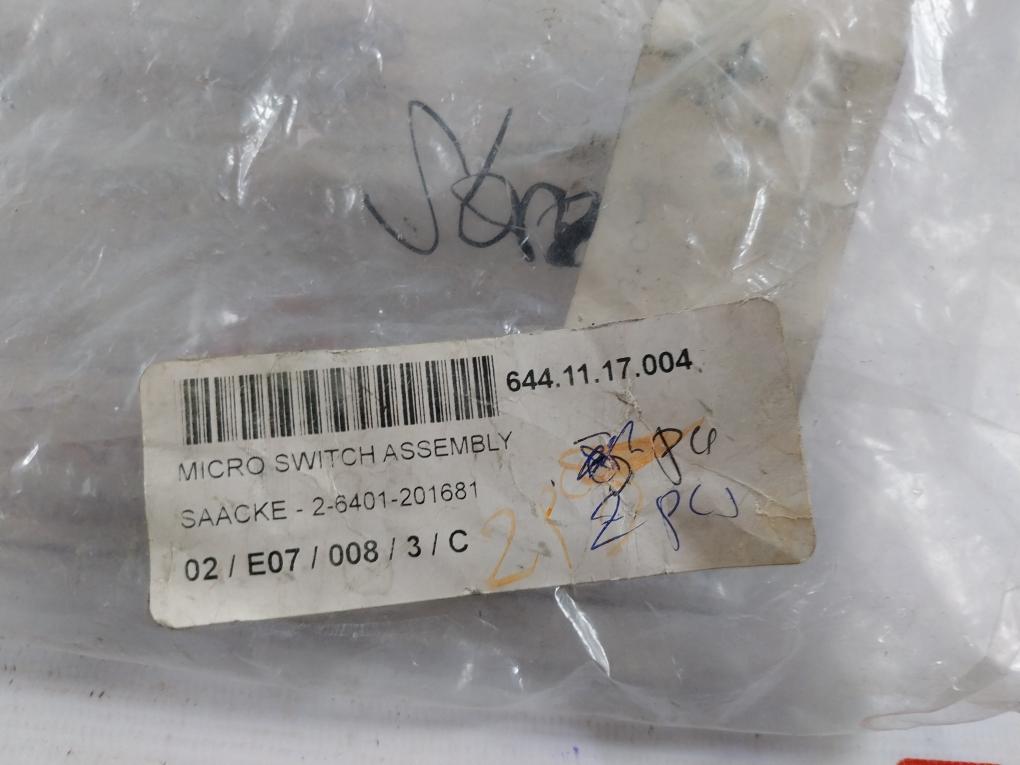 644.11.17.004
MICRO SWITCH ASSEMBLY
SAACKE - 2-6401-201681
02 / E07 / 008 / 3 / C
2 pcs